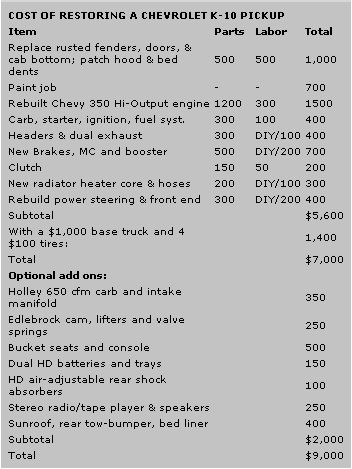 COST OF RESTORING A CHEVROLET K-10 PICKUP
Item Parts Labor Total
Replace rusted fenders, doors, &
cab bottom; patch hood & bed 500 500 1,000
dents
Paint job - - 700
Rebuilt Chevy 350 Hi-Output engine 1200 300 1500
Carb, starter, ignition, fuel syst. 300 100 400
Headers & dual exhaust 300 DIY/100 400
New Brakes, MC and booster 500 DIY/200 700
Clutch 150 50 200
New radiator heater core & hoses 200 DIY/100 300
Rebuild power steering & front end 300 DIY/200 400
Subtotal $5,600
With a $1,000 base truck and 4
$100 tires: 1,400
Total $7,000
Optional add ons:
Holley 650 cfm carb and intake
manifold 350
Edlebrock cam, lifters and valve
springs 250
Bucket seats and console 500
Dual HD batteries and trays 150
HD air-adjustable rear shock
absorbers 100
Stereo radio/tape player & speakers 250
Sunroof, rear tow-bumper, bed liner 400
Subtotal $2,000
Total $9,000